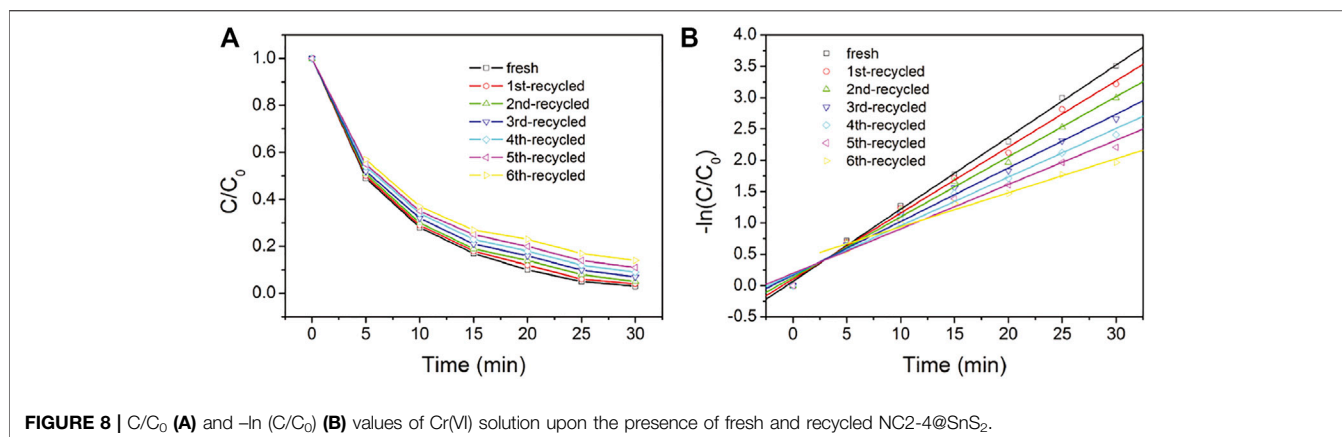 A
1.0
0.8
0.6
0.4
0.2
0.0
C/C₀
0
5
10
15
20
25
30
Time (min)
fresh
1st-recycled
2nd-recycled
3rd-recycled
4th-recycled
5th-recycled
6th-recycled
B
4.0
3.5
3.0
2.5
2.0
1.5
1.0
0.5
0.0
-0.5
-ln(C/C₀)
0
5
10
15
20
25
30
Time (min)
fresh
1st-recycled
2nd-recycled
3rd-recycled
4th-recycled
5th-recycled
6th-recycled
FIGURE 8 | C/C₀ (A) and –ln (C/C₀) (B) values of Cr(VI) solution upon the presence of fresh and recycled NC2-4@SnS₂.